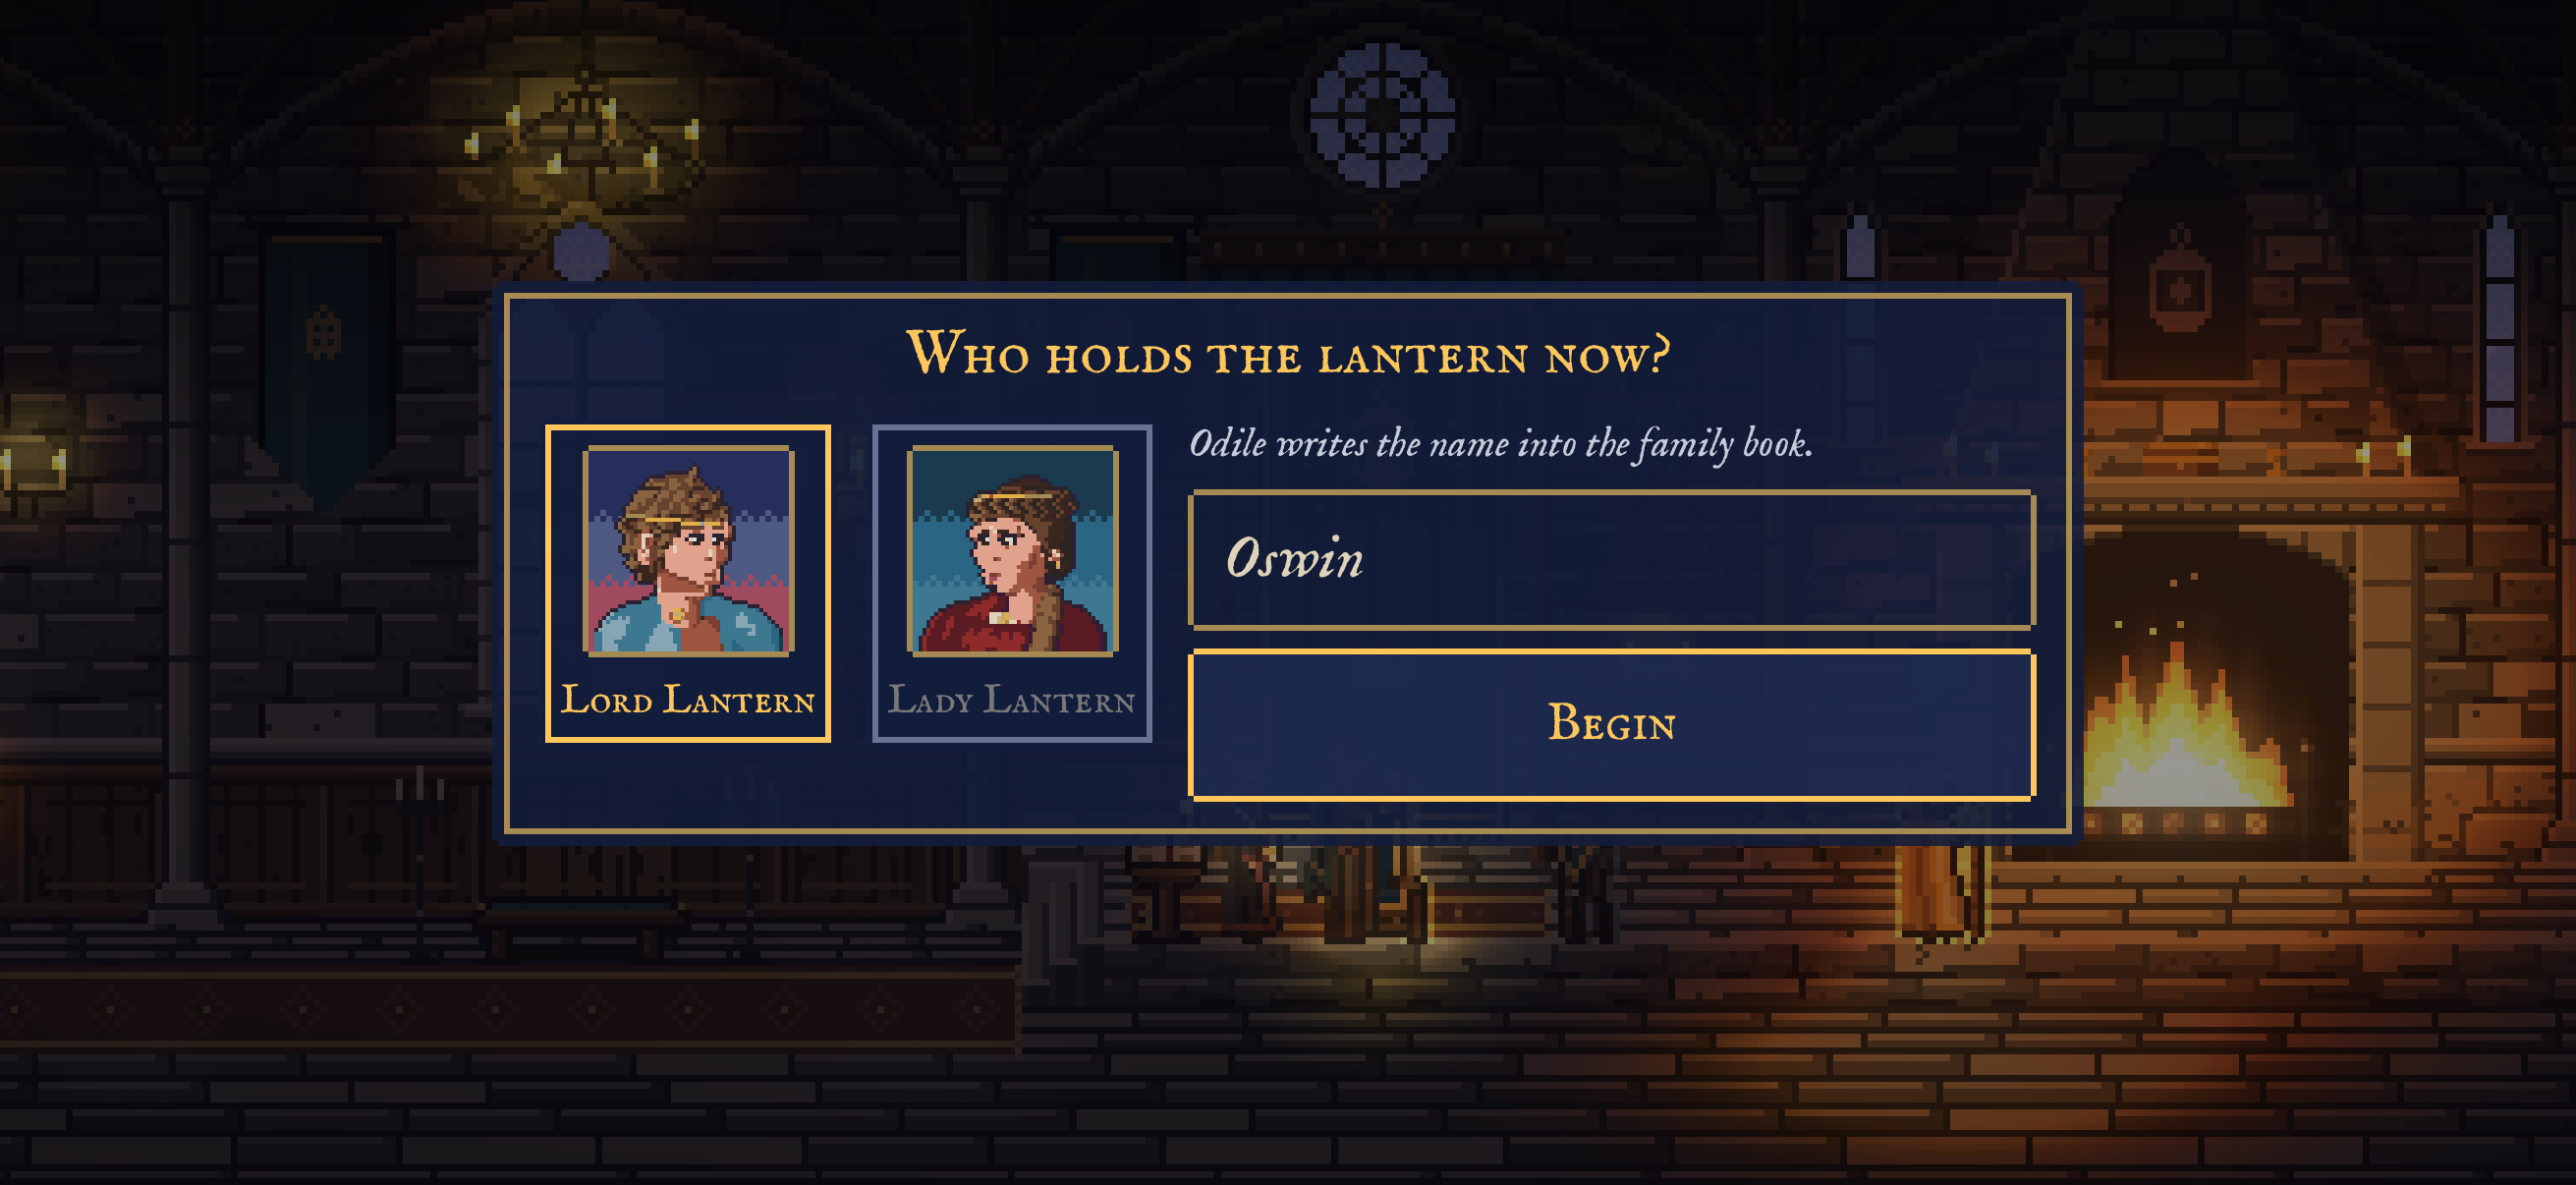 Who holds the lantern now?
Odile writes the name into the family book.
Oswin
Lord Lantern
Lady Lantern
Begin